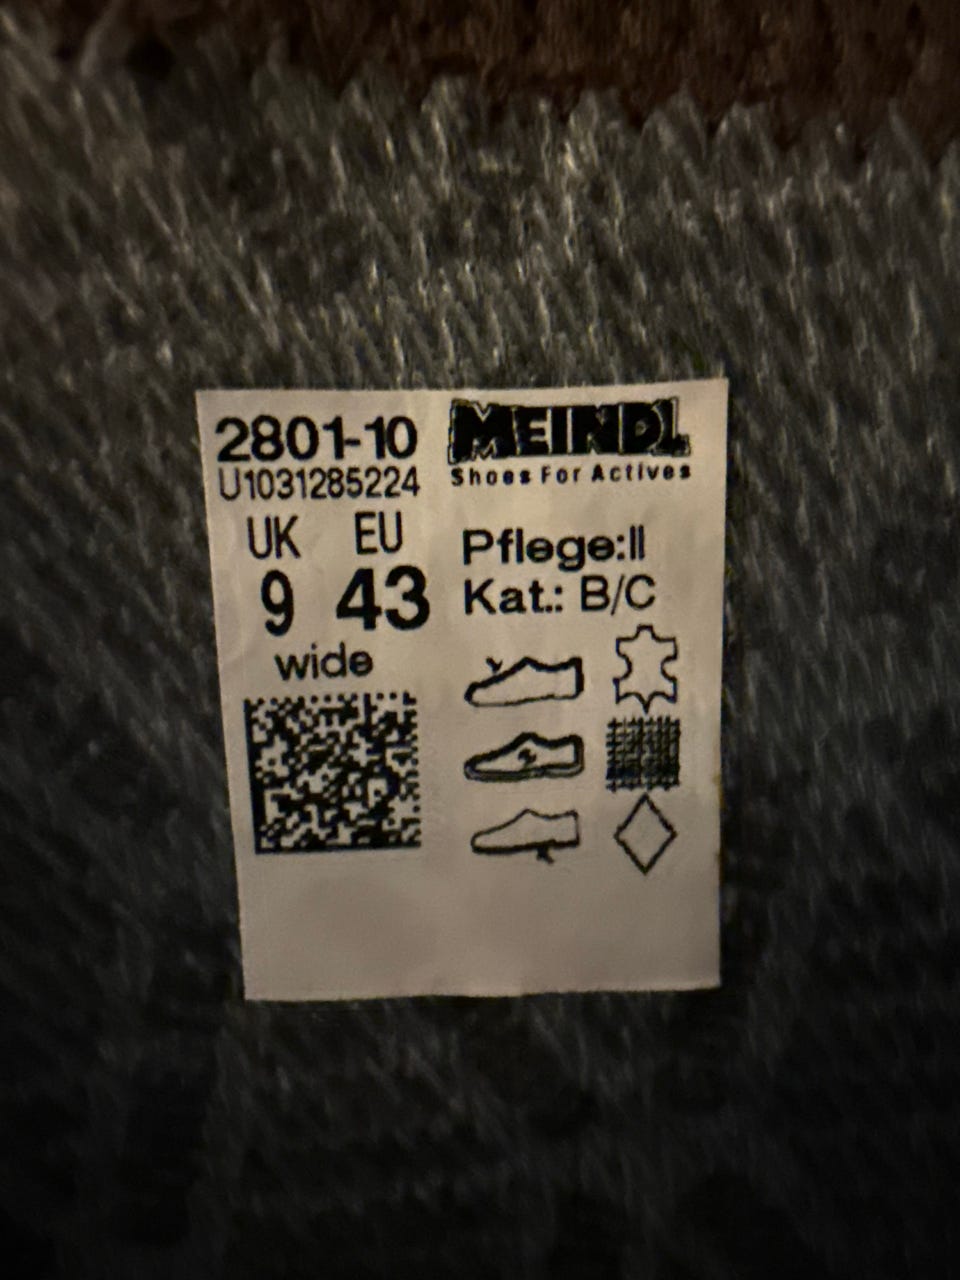 2801-10
U1031285224
UK EU
9 43
wide
MEINDL
Shoes For Actives
Pflege:II
Kat.: B/C